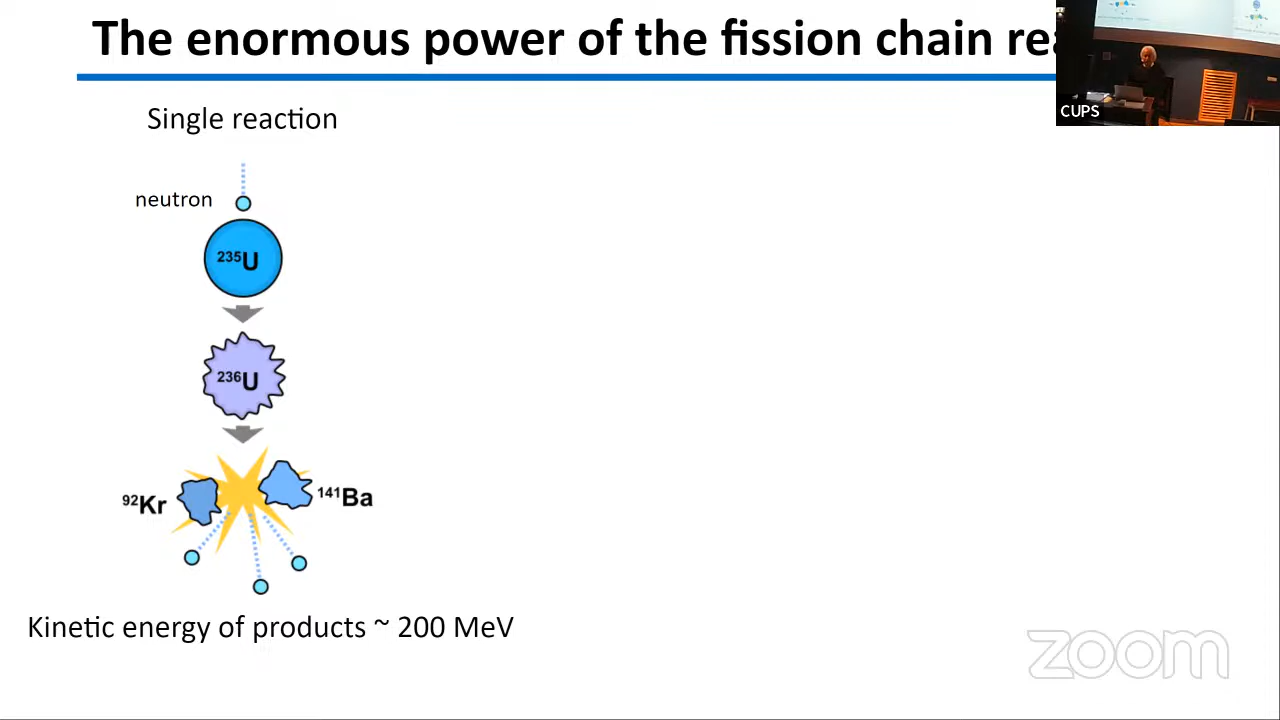 The enormous power of the fission chain rea
CUPS
Single reaction
neutron
235U
236U
92Kr
141Ba
Kinetic energy of products ~ 200 MeV
zoom